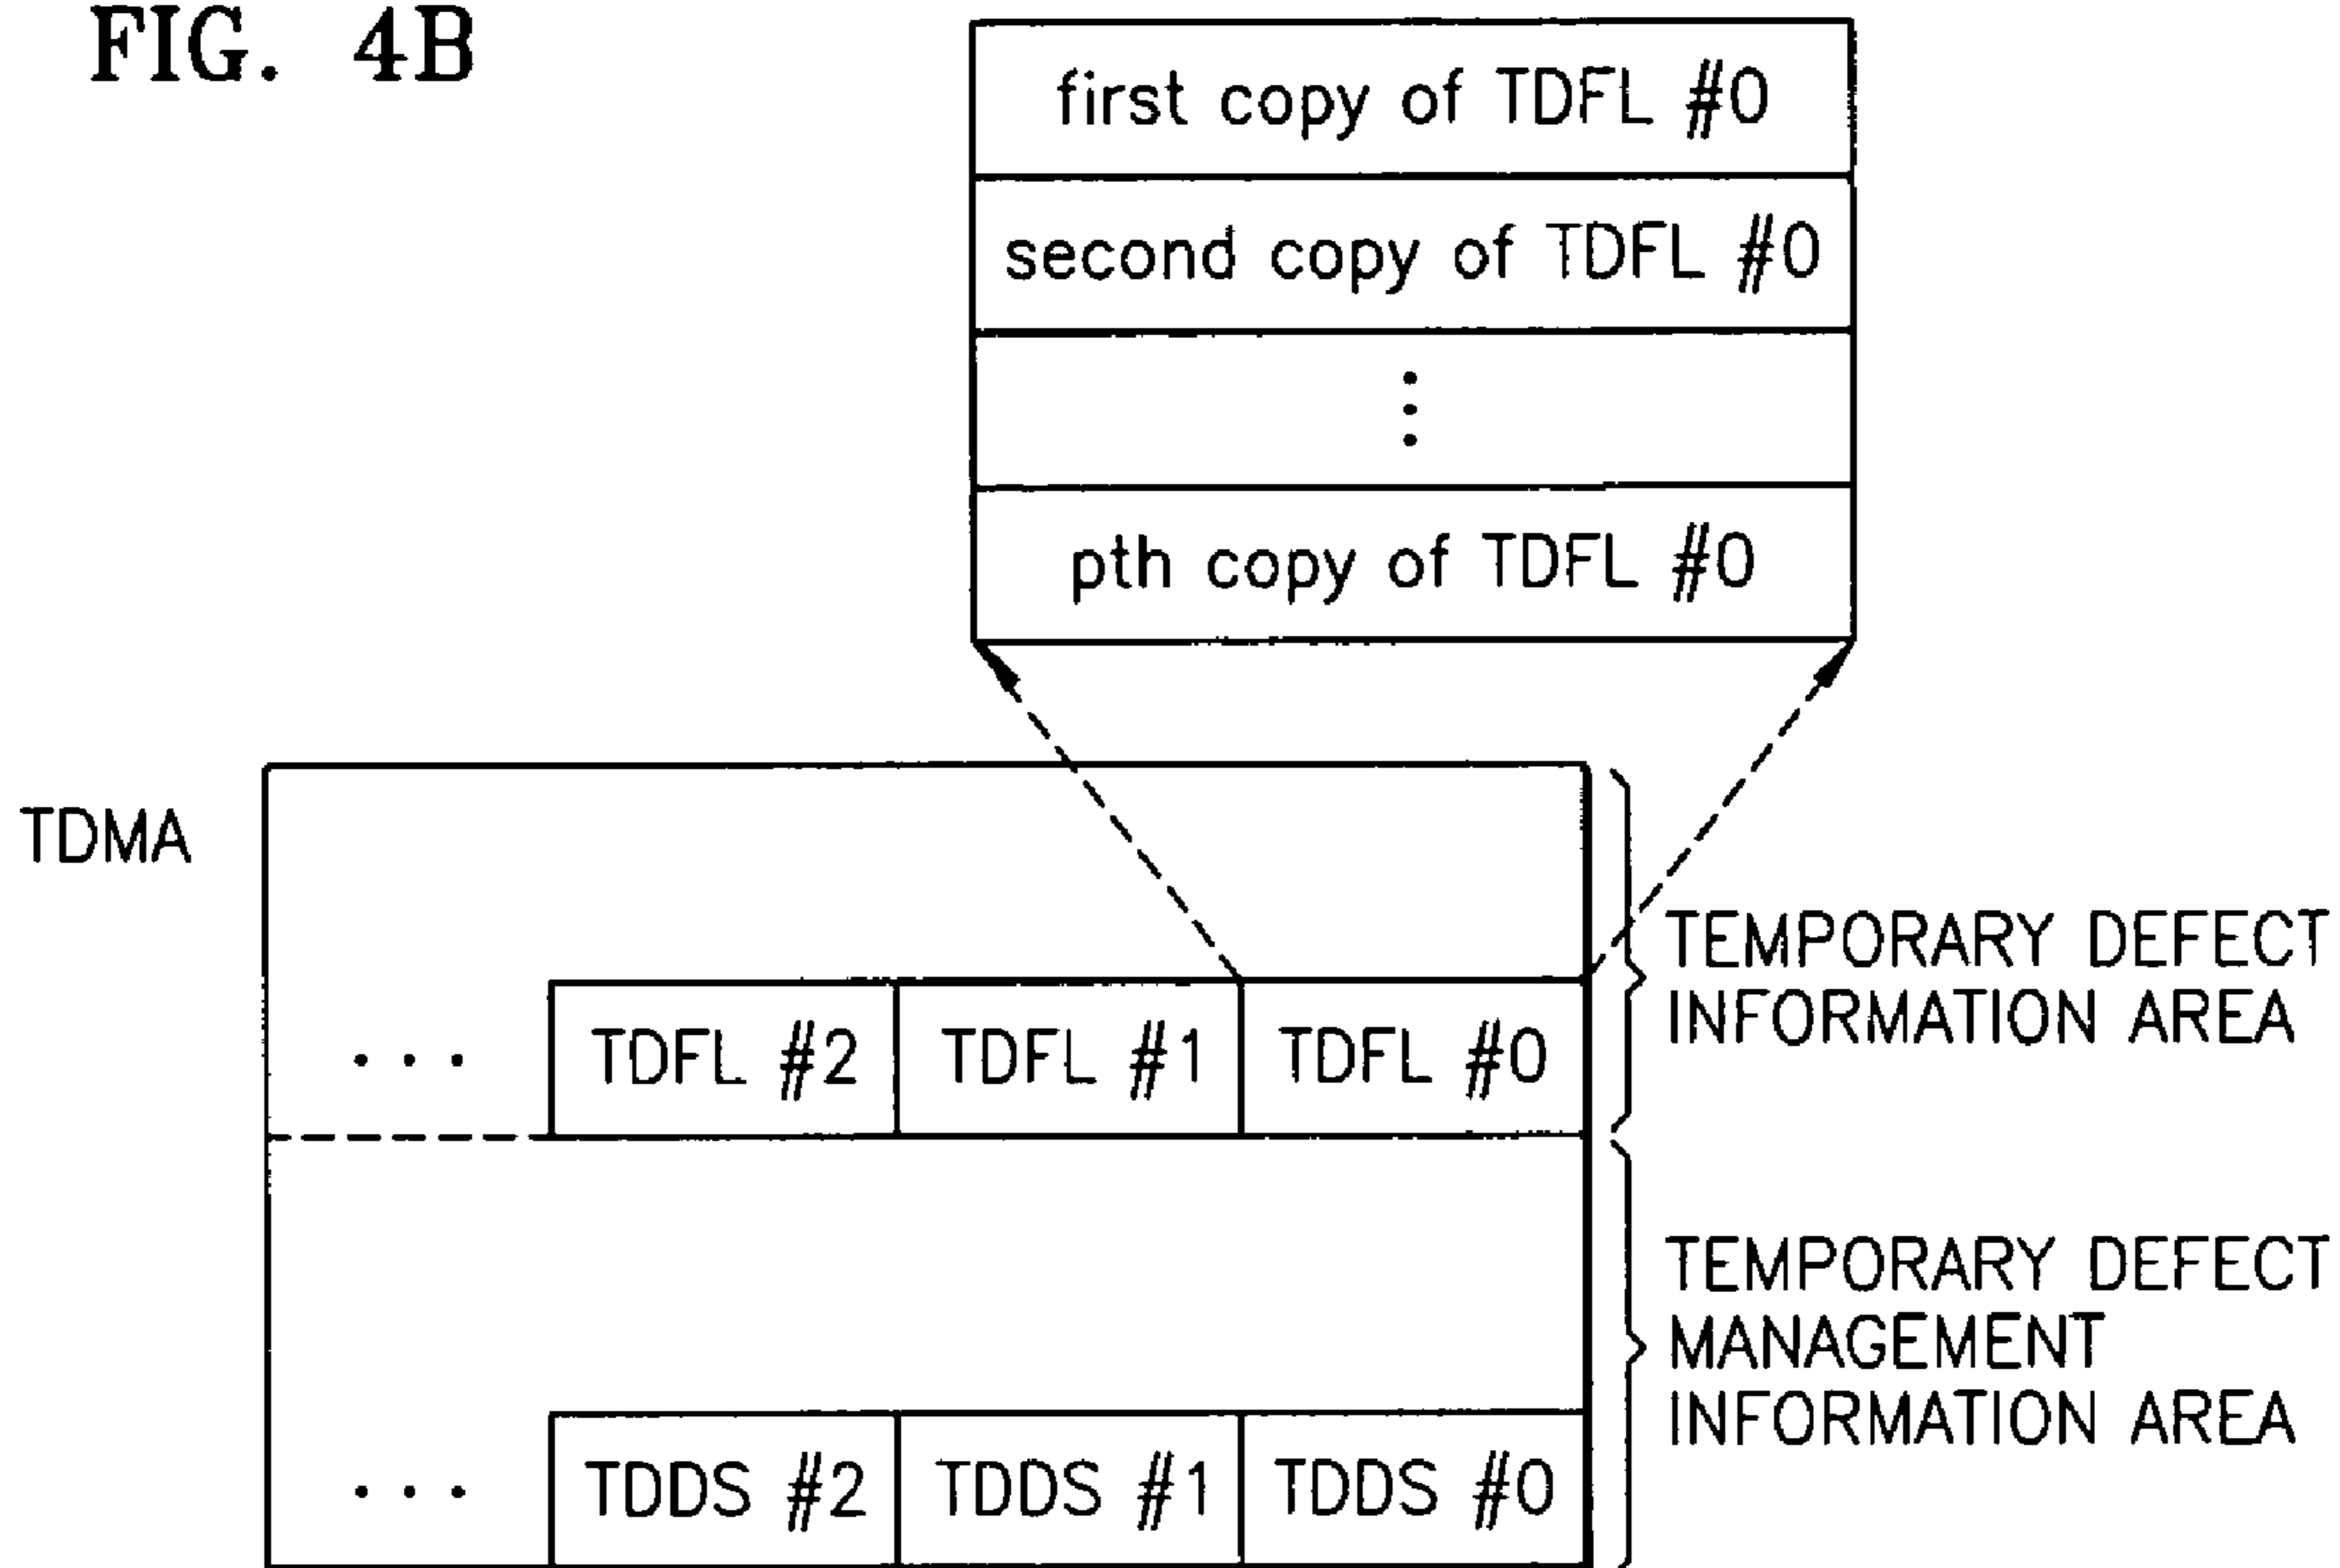 FIG. 4B
first copy of TDFL #0
second copy of TDFL #0
⋮
pth copy of TDFL #0
TDMA
TEMPORARY DEFECT
INFORMATION AREA
... TDFL #2 TDFL #1 TDFL #0
TEMPORARY DEFECT
MANAGEMENT
INFORMATION AREA
... TDDS #2 TDDS #1 TDDS #0